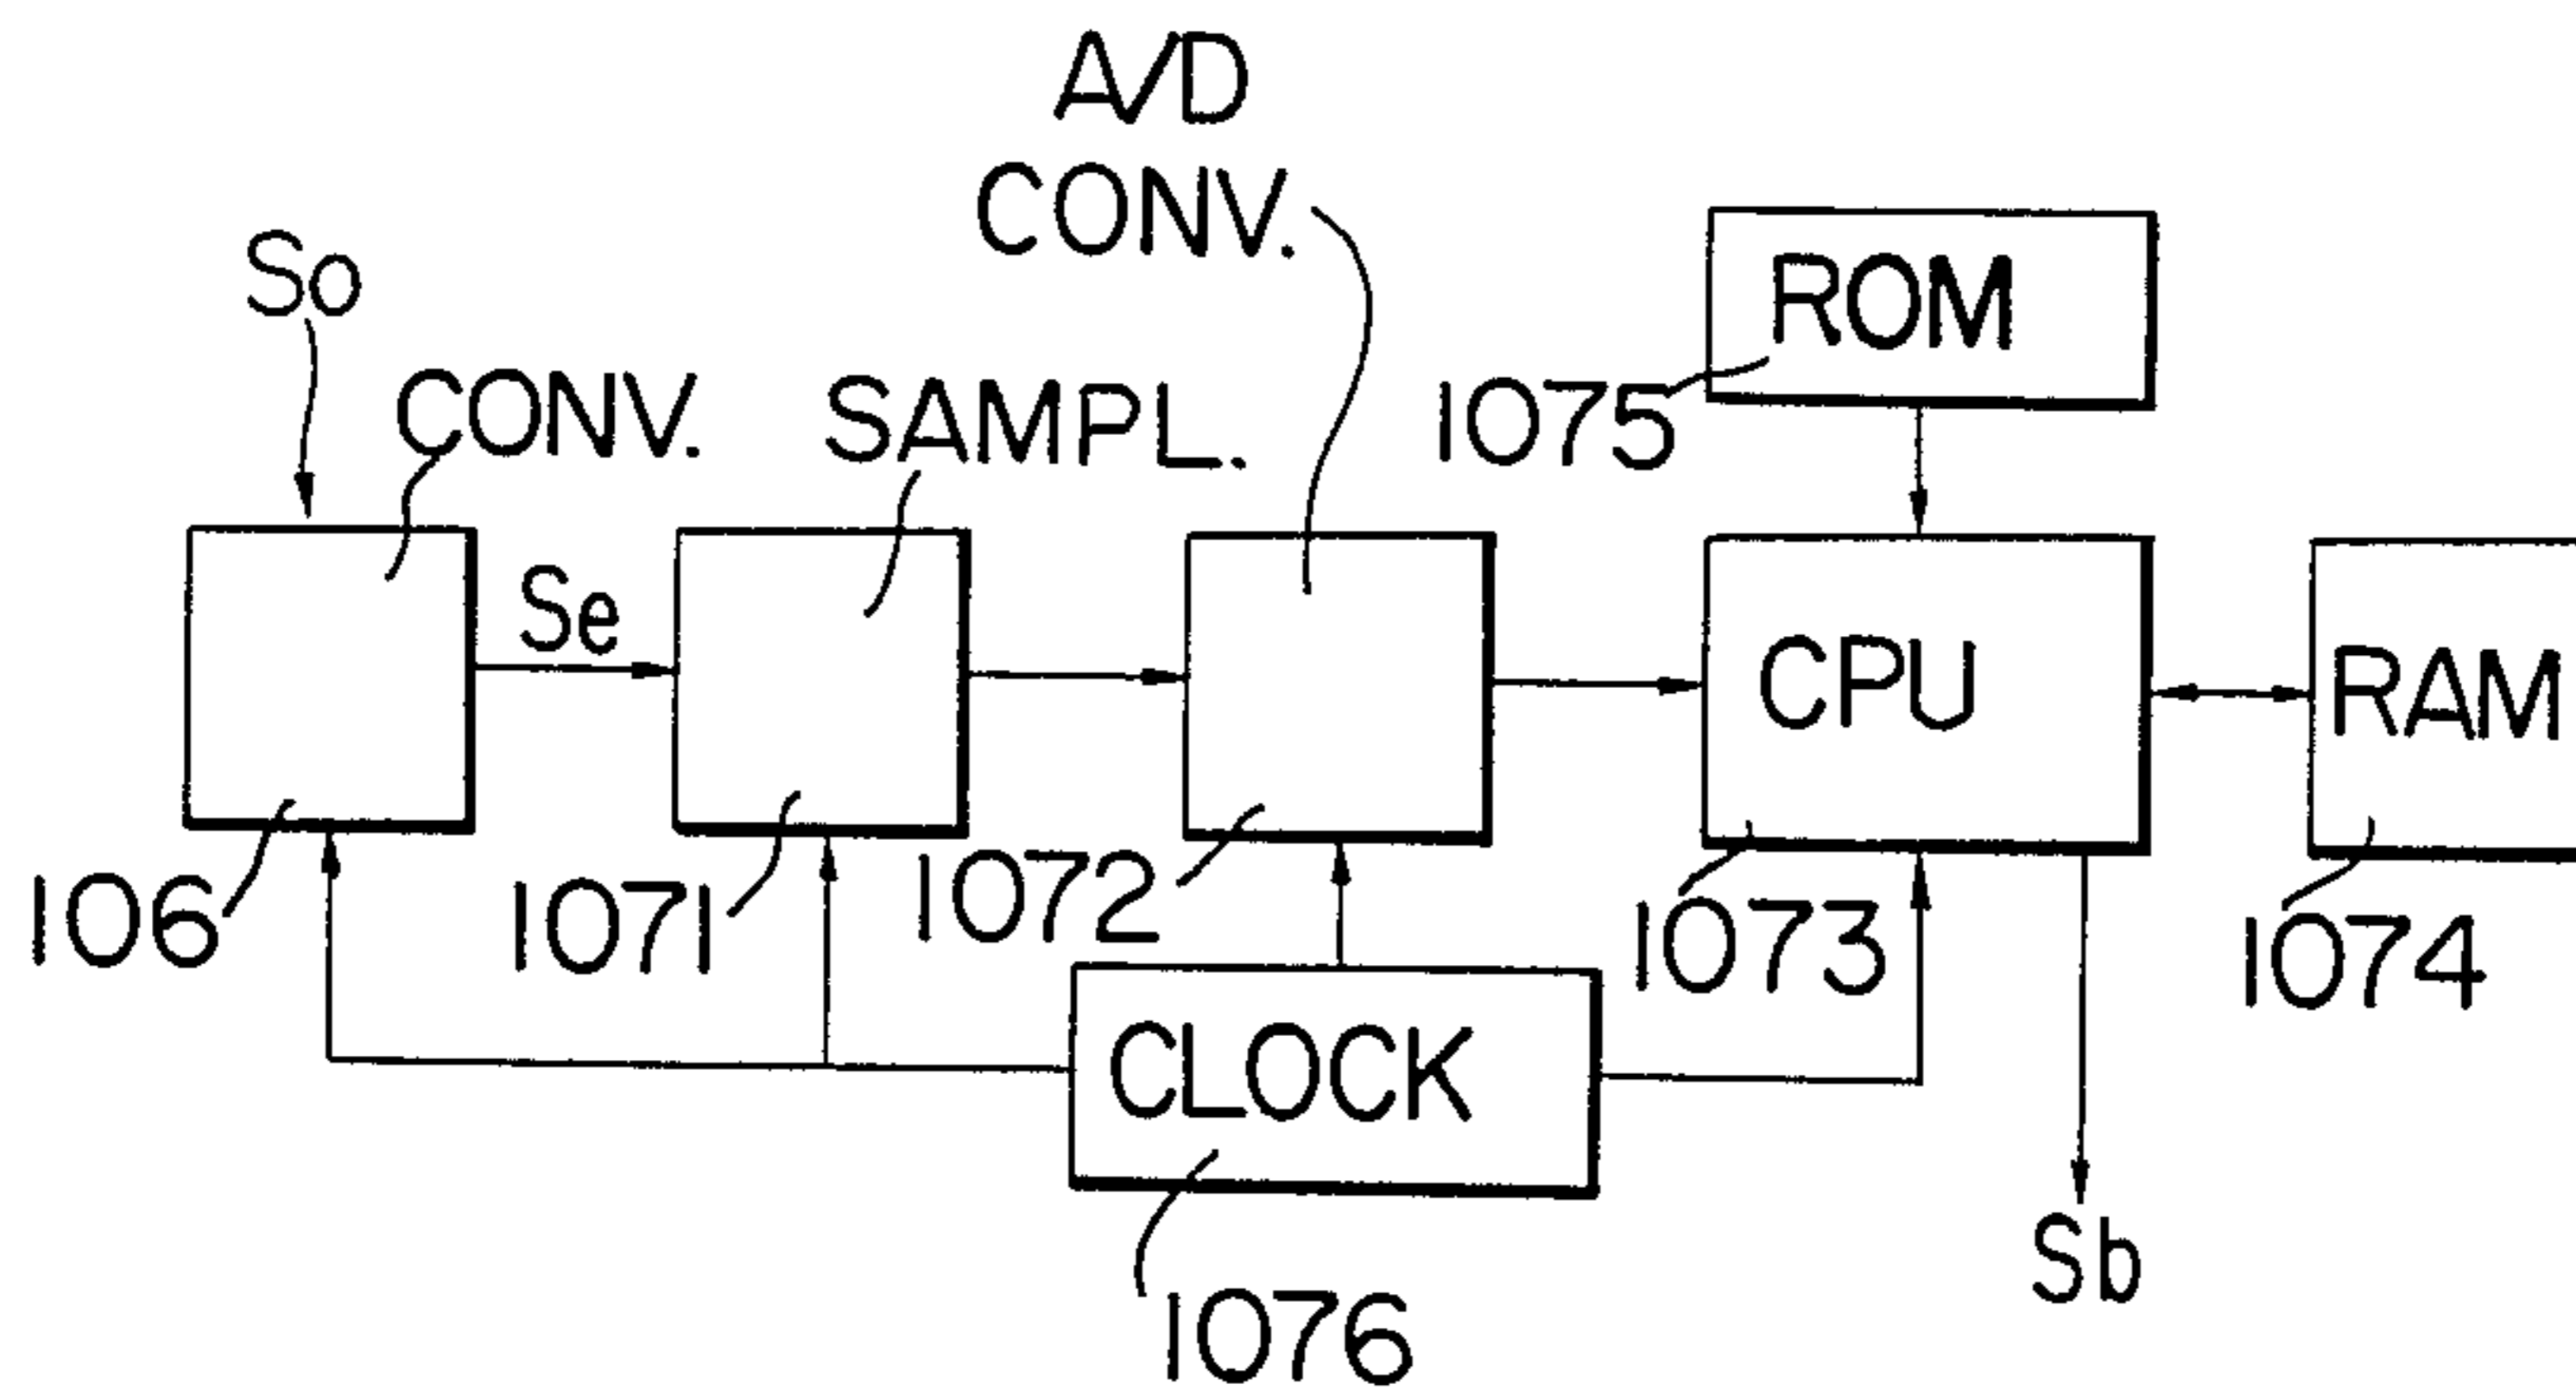 A/D
CONV.
So
CONV.
SAMPL.
ROM
1075
Se
CPU
RAM
106
1071
1072
1073
1074
CLOCK
1076
Sb